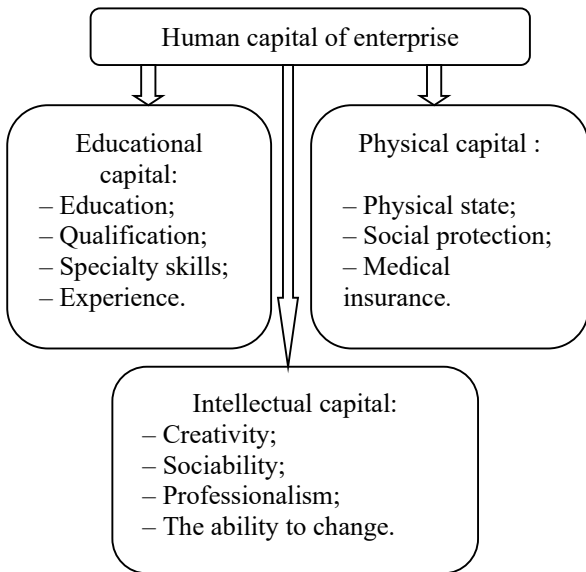 Human capital of enterprise
Educational
capital:
– Education;
– Qualification;
– Specialty skills;
– Experience.
Physical capital :
– Physical state;
– Social protection;
– Medical
insurance.
Intellectual capital:
– Creativity;
– Sociability;
– Professionalism;
– The ability to change.